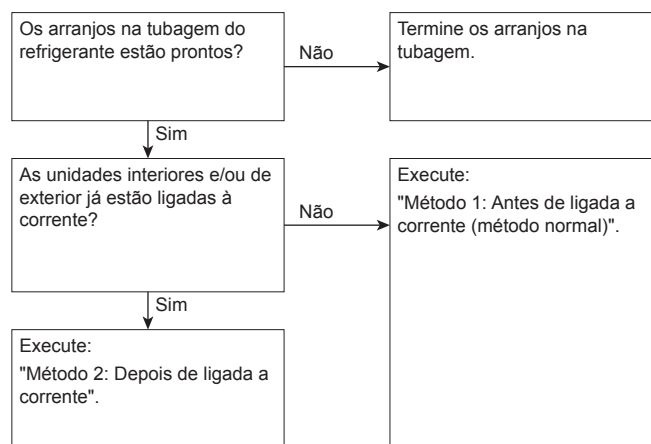 Os arranjos na tubagem do
refrigerante estão prontos?
Não
Termine os arranjos na
tubagem.
Sim
As unidades interiores e/ou de
exterior já estão ligadas à
corrente?
Não
Execute:
"Método 1: Antes de ligada a
corrente (método normal)".
Sim
Execute:
"Método 2: Depois de ligada a
corrente".